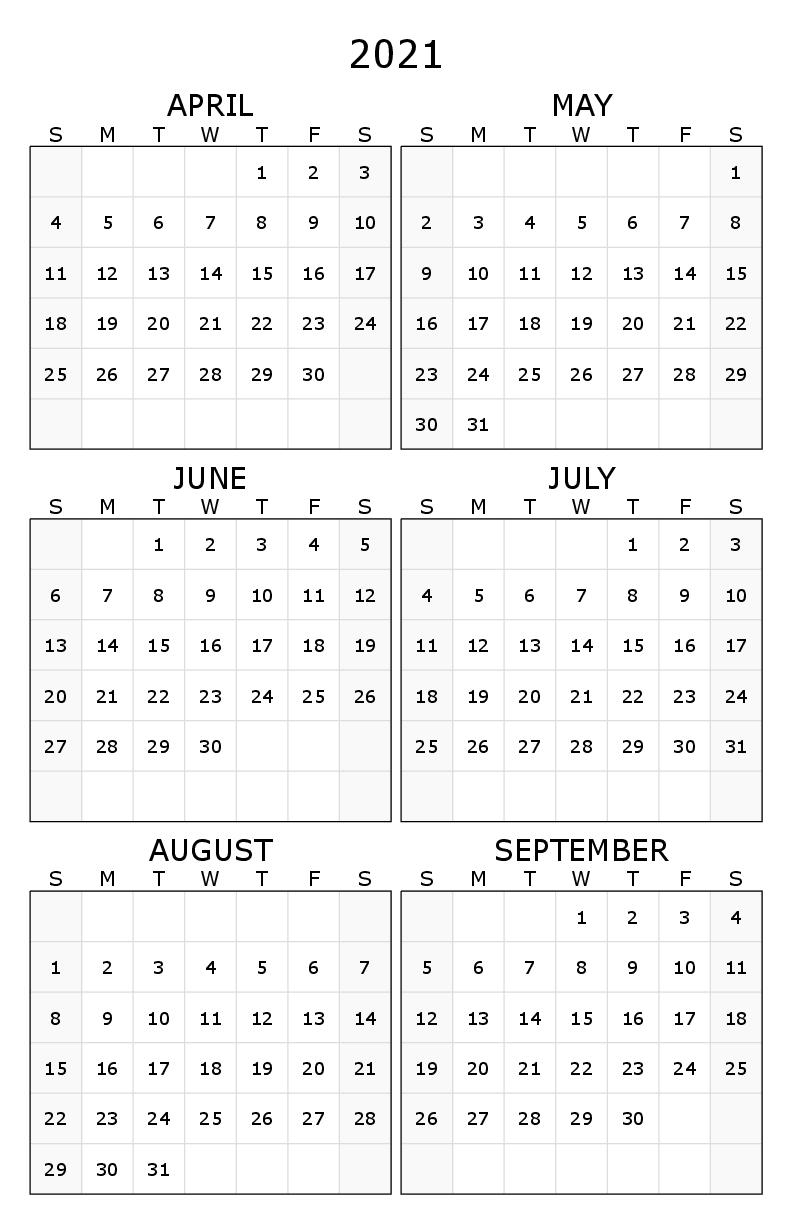 2021
APRIL
S M T W T F S
1 2 3
4 5 6 7 8 9 10
11 12 13 14 15 16 17
18 19 20 21 22 23 24
25 26 27 28 29 30
MAY
S M T W T F S
1
2 3 4 5 6 7 8
9 10 11 12 13 14 15
16 17 18 19 20 21 22
23 24 25 26 27 28 29
30 31
JUNE
S M T W T F S
1 2 3 4 5
6 7 8 9 10 11 12
13 14 15 16 17 18 19
20 21 22 23 24 25 26
27 28 29 30
JULY
S M T W T F S
1 2 3
4 5 6 7 8 9 10
11 12 13 14 15 16 17
18 19 20 21 22 23 24
25 26 27 28 29 30 31
AUGUST
S M T W T F S
1 2 3 4 5 6 7
8 9 10 11 12 13 14
15 16 17 18 19 20 21
22 23 24 25 26 27 28
29 30 31
SEPTEMBER
S M T W T F S
1 2 3 4
5 6 7 8 9 10 11
12 13 14 15 16 17 18
19 20 21 22 23 24 25
26 27 28 29 30